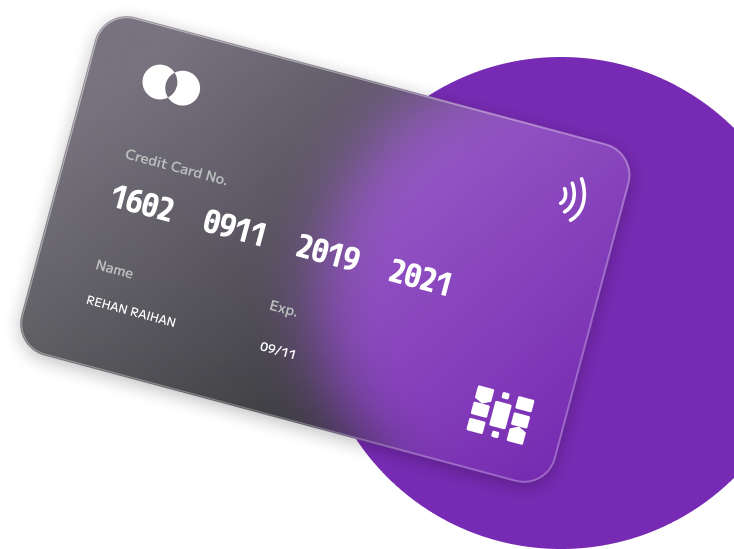 Credit Card No.
1602 0911 2019 2021
Name
Exp.
REHAN RAIHAN
09/11